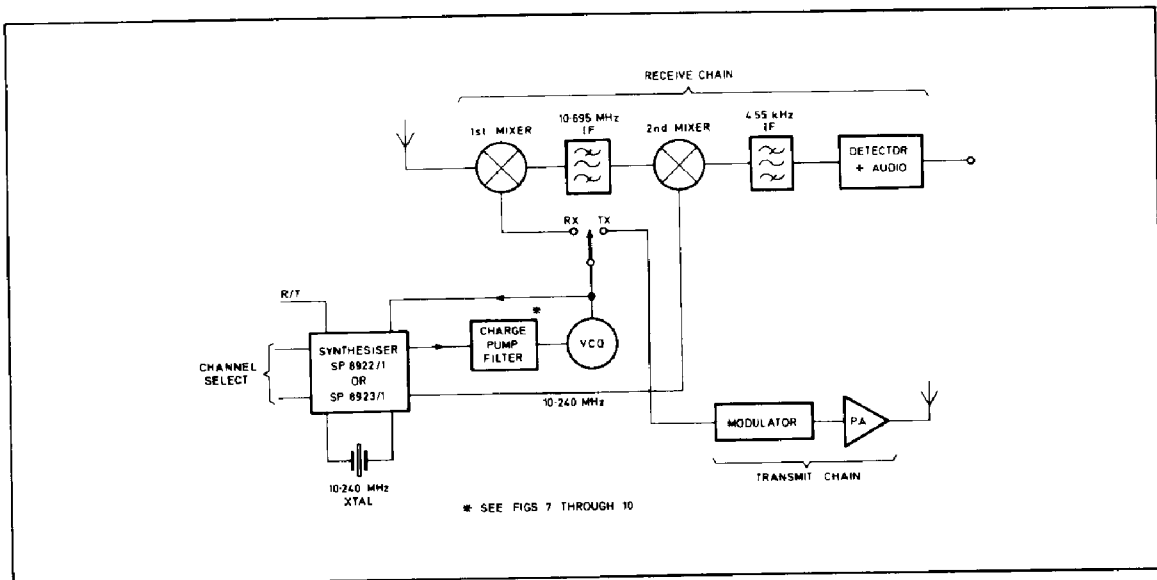 RECEIVE CHAIN
1st MIXER
10·695 MHz
IF
2nd MIXER
4.55 kHz
IF
DETECTOR
+ AUDIO
RX
TX
R/T
*
SYNTHESISER
SP 8922/1
OR
SP 8923/1
CHARGE
PUMP
FILTER
VCO
CHANNEL
SELECT
10·240 MHz
MODULATOR
P.A
10·240 MHz
XTAL
TRANSMIT CHAIN
* SEE FIGS 7 THROUGH 10